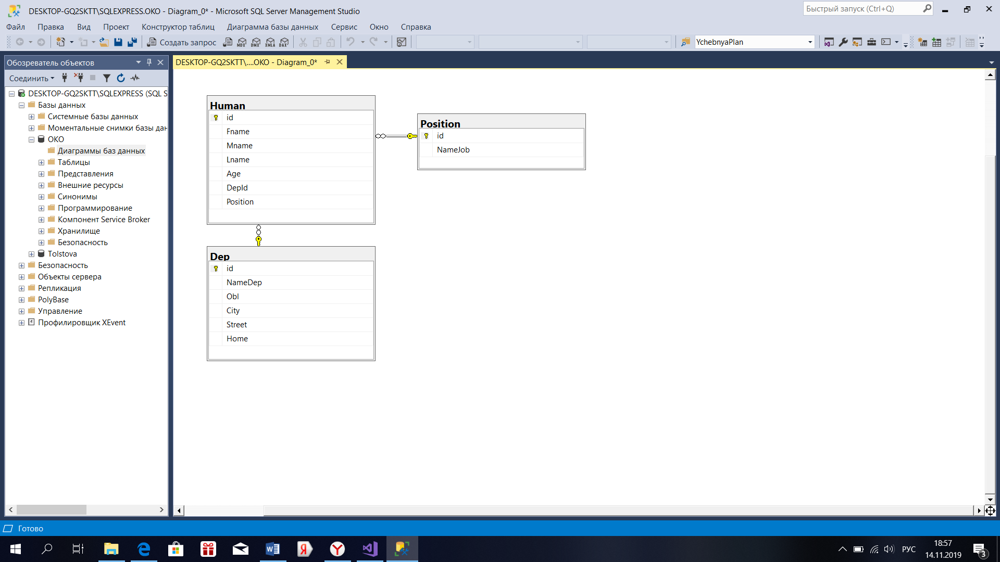 DESKTOP-GQ2SKTT\SQLEXPRESS.OKO - Diagram_0* - Microsoft SQL Server Management Studio
Быстрый запуск (Ctrl+Q)
Файл Правка Вид Проект Конструктор таблиц Диаграмма базы данных Сервис Окно Справка
Создать запрос MDX DMX XMLA DAX YchebnyaPlan
Обозреватель объектов
DESKTOP-GQ2SKTT\....OKO - Diagram_0*
Соединить
DESKTOP-GQ2SKTT\SQLEXPRESS (SQL S
Базы данных
Системные базы данных
Моментальные снимки базы дан
OKO
Диаграммы баз данных
Таблицы
Представления
Внешние ресурсы
Синонимы
Программирование
Компонент Service Broker
Хранилище
Безопасность
Tolstova
Безопасность
Объекты сервера
Репликация
PolyBase
Управление
Профилировщик XEvent
Human
id
Fname
Mname
Lname
Age
DepId
Position
Position
id
NameJob
Dep
id
NameDep
Obl
City
Street
Home
Готово
РУС
18:57
14.11.2019
3